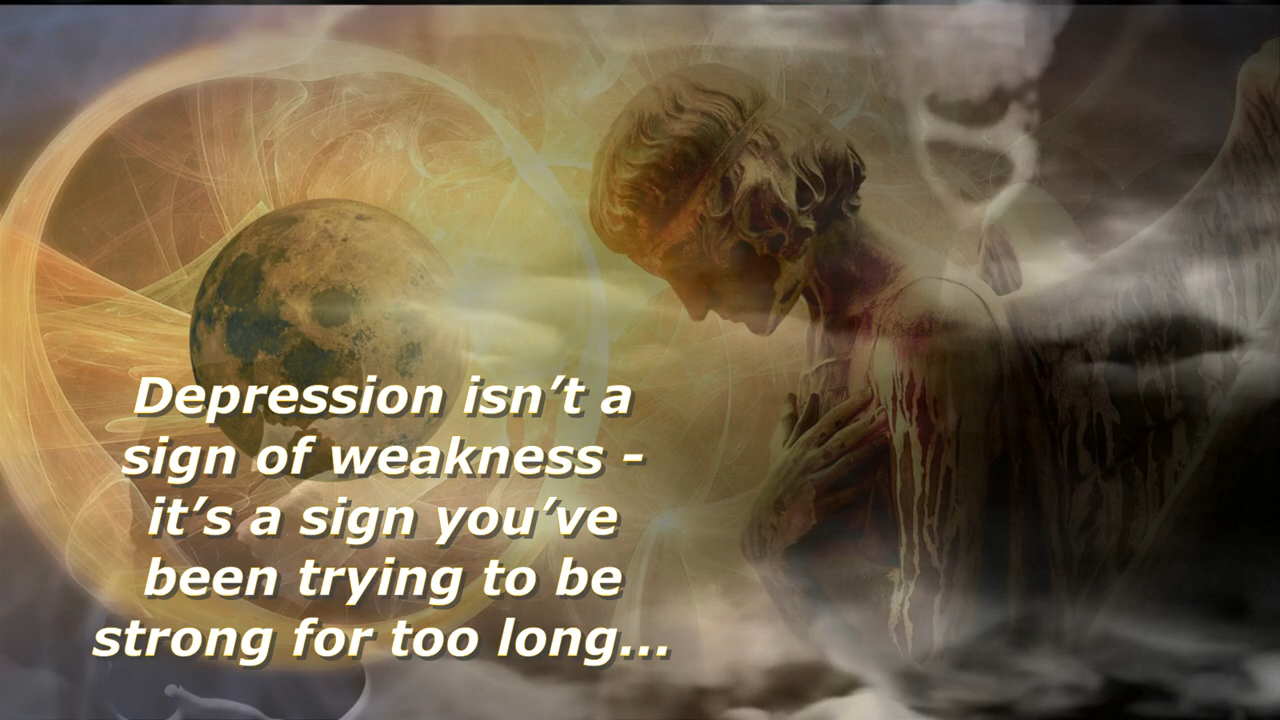 Depression isn’t a
sign of weakness -
it’s a sign you’ve
been trying to be
strong for too long...